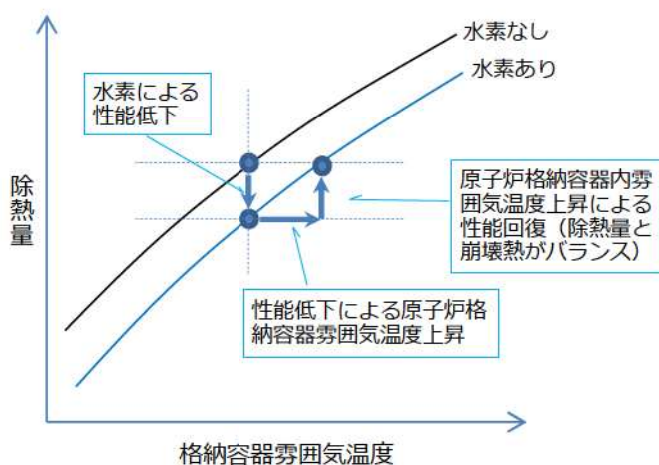 水素なし
水素あり
水素による
性能低下
除熱量
原子炉格納容器内雰
囲気温度上昇による
性能回復（除熱量と
崩壊熱がバランス）
性能低下による原子炉格
納容器雰囲気温度上昇
格納容器雰囲気温度